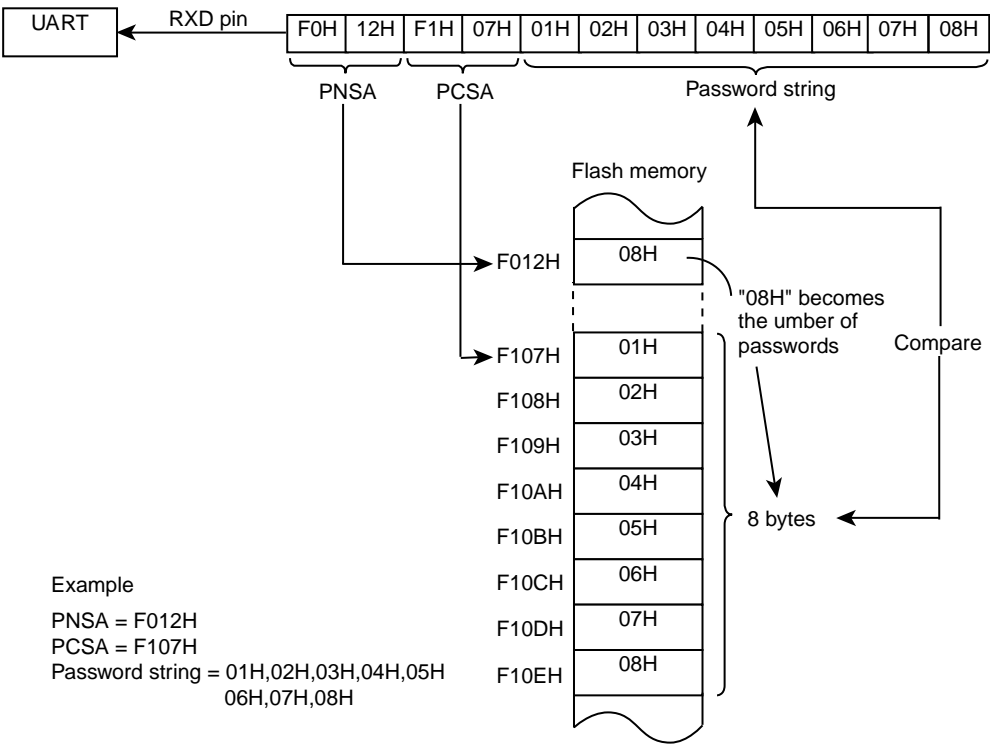 UART
RXD pin
F0H 12H F1H 07H 01H 02H 03H 04H 05H 06H 07H 08H
PNSA PCSA Password string
Flash memory
F012H 08H
"08H" becomes
the umber of
passwords
Compare
F107H 01H
F108H 02H
F109H 03H
F10AH 04H
8 bytes
F10BH 05H
F10CH 06H
F10DH 07H
F10EH 08H
Example
PNSA = F012H
PCSA = F107H
Password string = 01H,02H,03H,04H,05H
06H,07H,08H